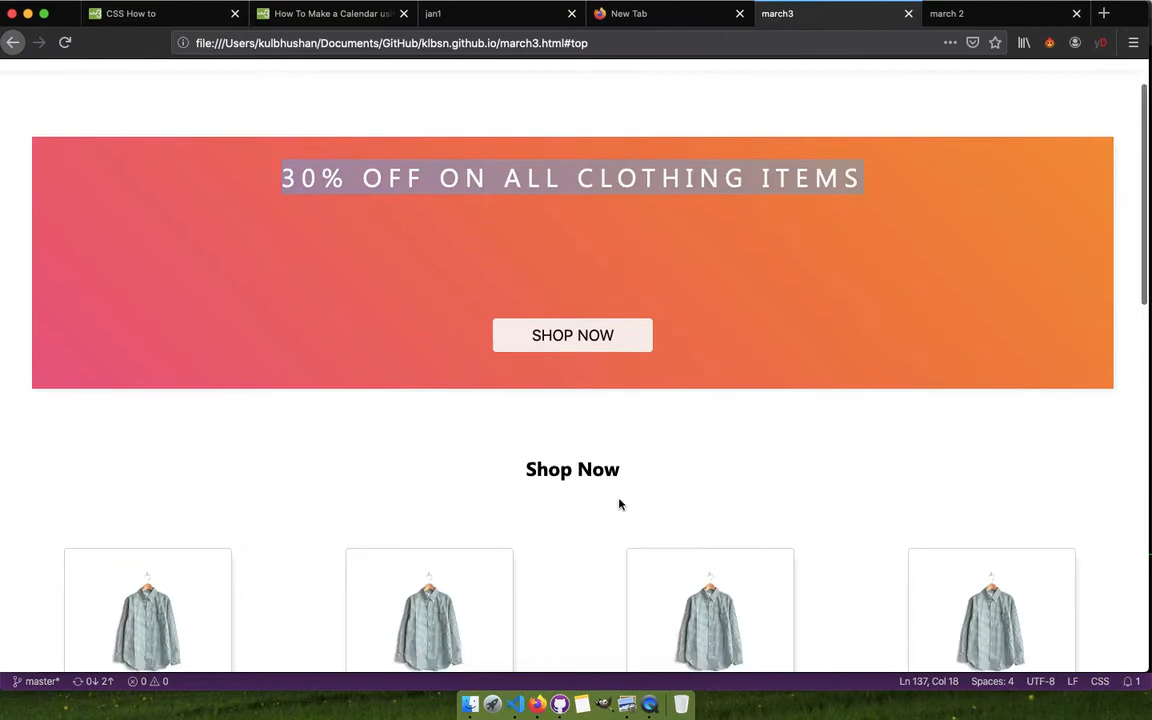 CSS How to
How To Make a Calendar us
jan1
New Tab
march3
march 2
file:///Users/kulbhushan/Documents/GitHub/klbsn.github.io/march3.html#top
30% OFF ON ALL CLOTHING ITEMS
SHOP NOW
Shop Now
master* 0↓ 2↑ 0 0 Ln 137, Col 18 Spaces: 4 UTF-8 LF CSS 1